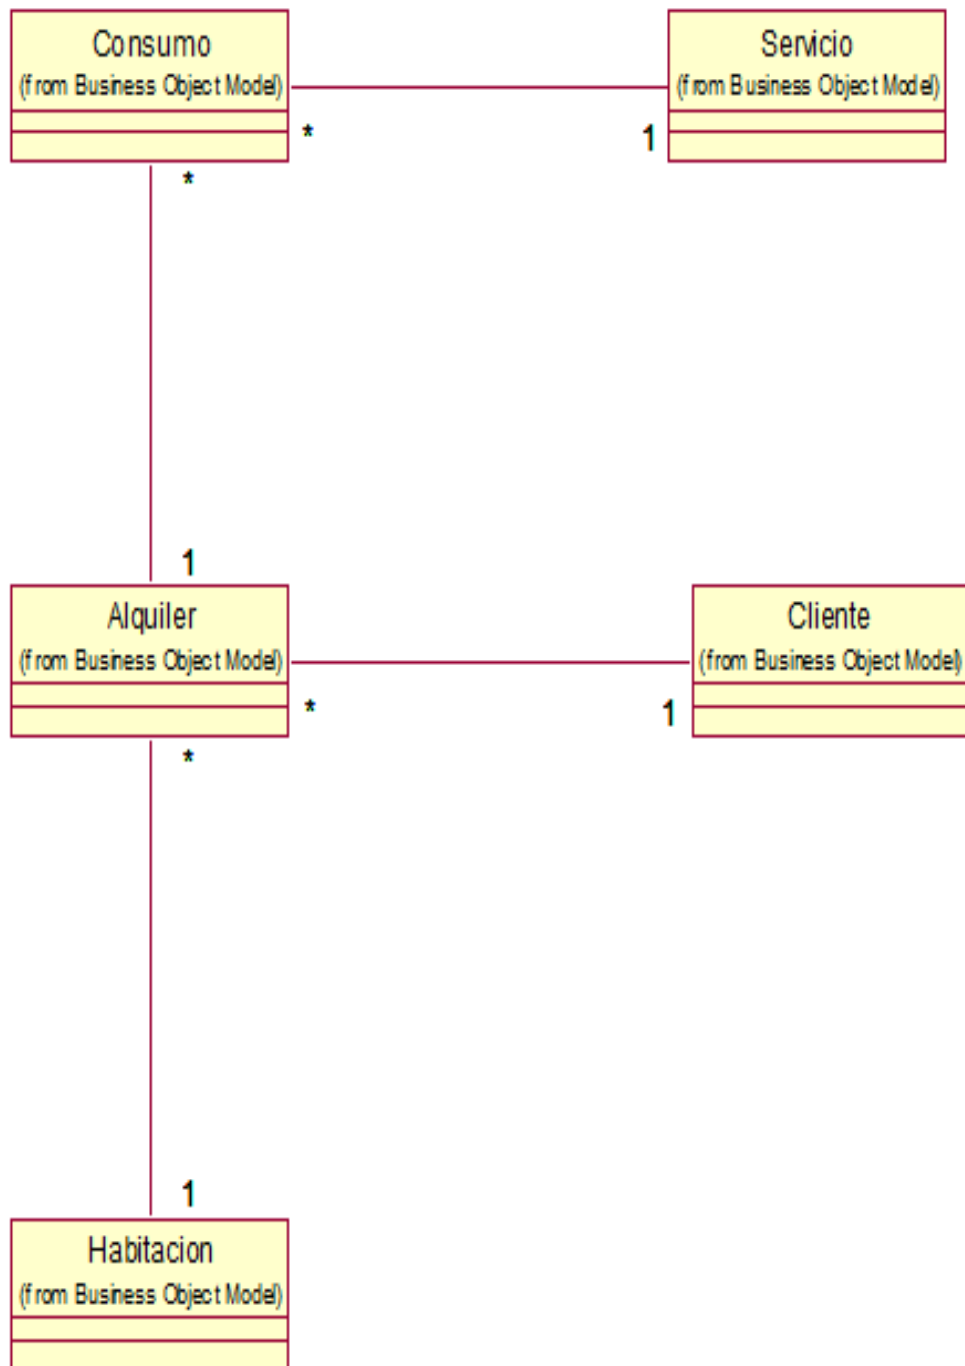 Consumo
(from Business Object Model)
Servicio
(from Business Object Model)
*
1
*
1
Alquiler
(from Business Object Model)
Cliente
(from Business Object Model)
*
1
*
1
Habitacion
(from Business Object Model)